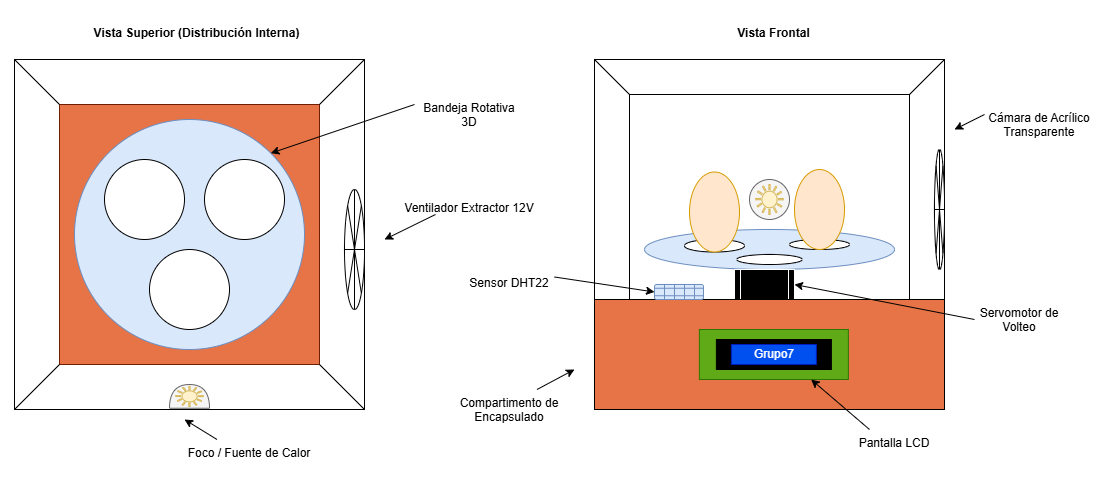 Vista Superior (Distribución Interna)
Bandeja Rotativa
3D
Ventilador Extractor 12V
Foco / Fuente de Calor
Vista Frontal
Cámara de Acrílico
Transparente
Sensor DHT22
Servomotor de
Volteo
Grupo7
Compartimento de
Encapsulado
Pantalla LCD